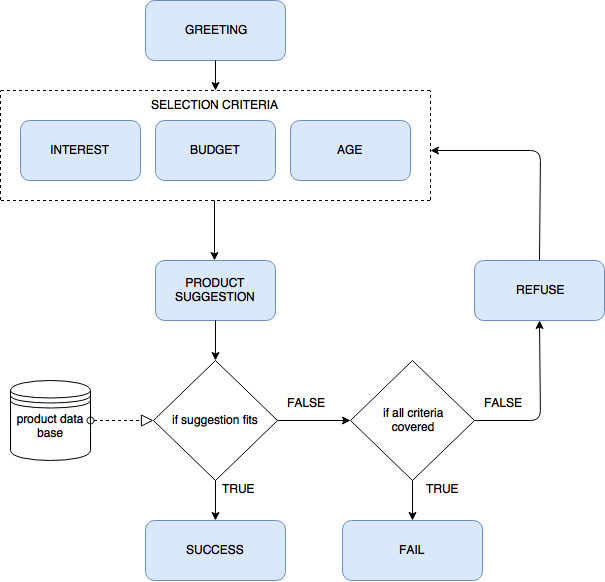 GREETING
SELECTION CRITERIA
INTEREST
BUDGET
AGE
PRODUCT
SUGGESTION
REFUSE
product data
base
if suggestion fits
FALSE
if all criteria
covered
FALSE
TRUE
TRUE
SUCCESS
FAIL